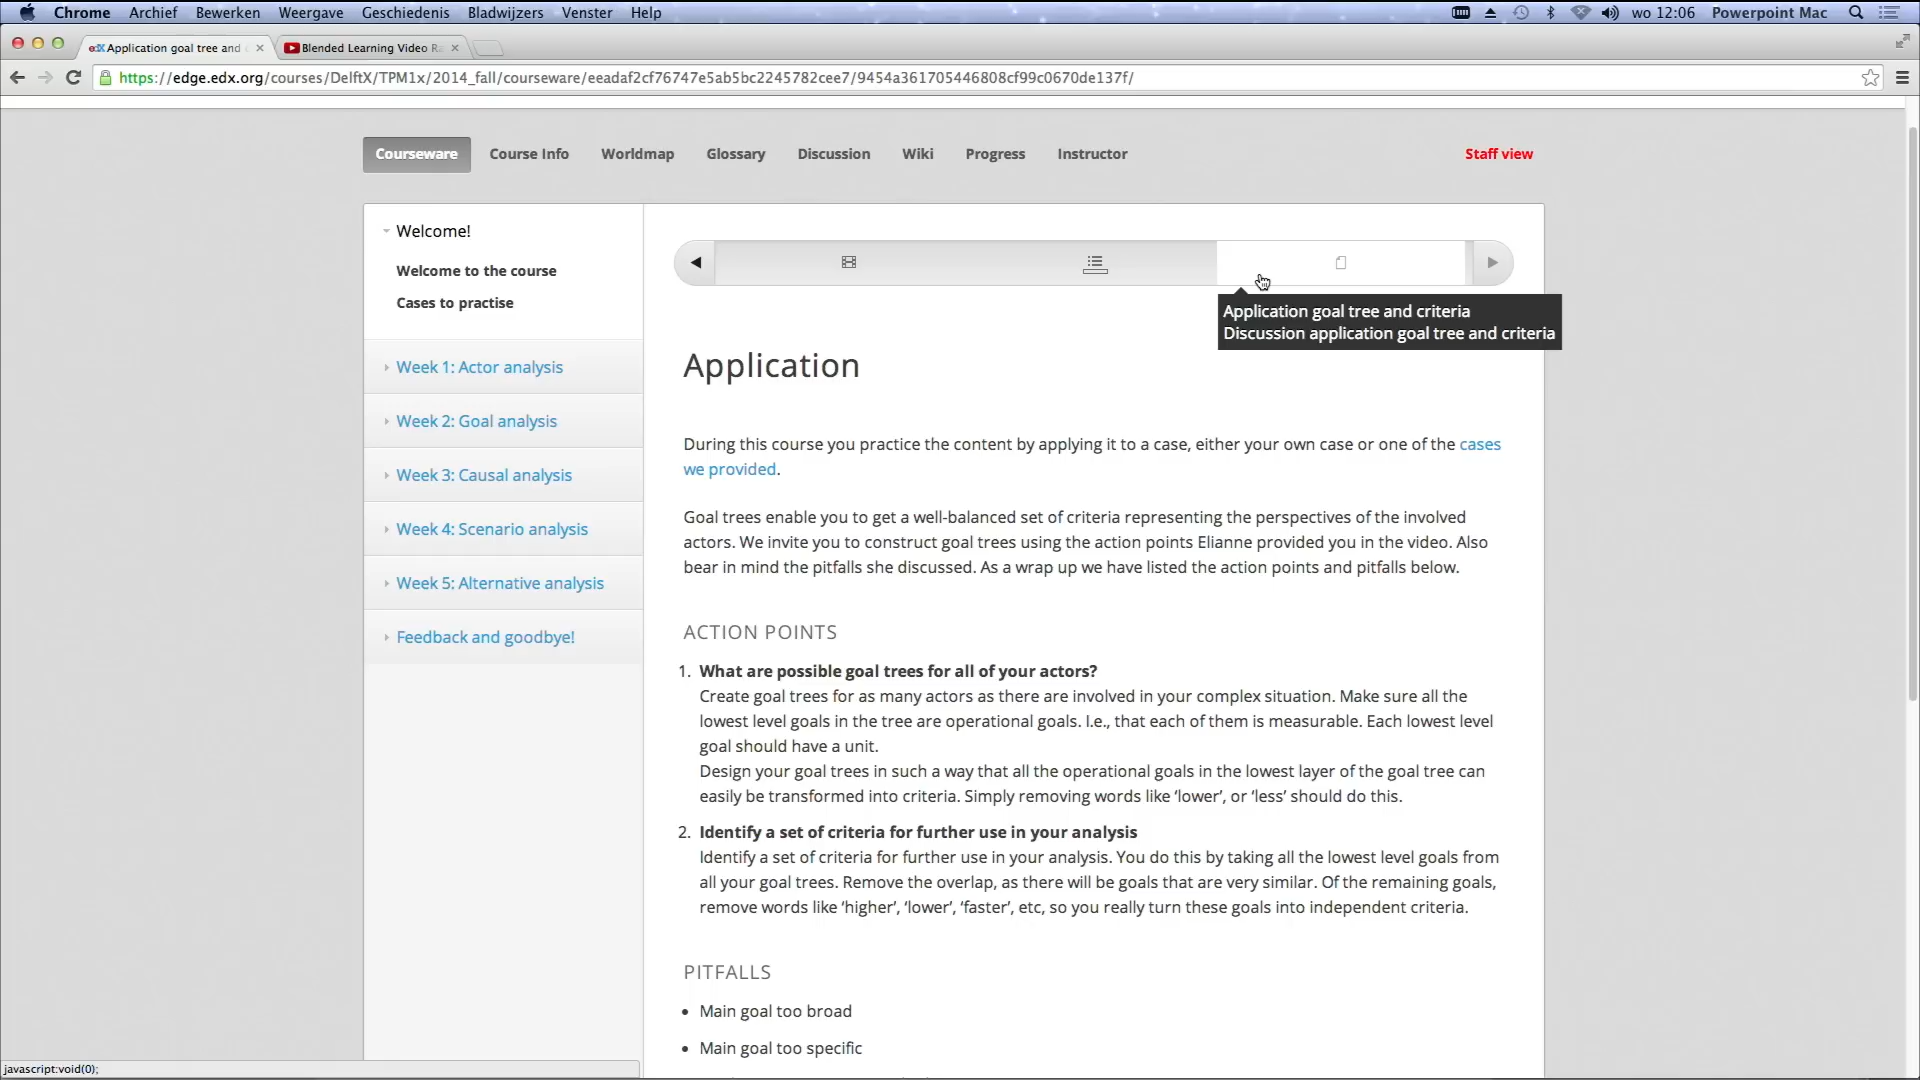 Chrome Archief Bewerken Weergave Geschiedenis Bladwijzers Venster Help wo 12:06 Powerpoint Mac
edX Application goal tree and Blended Learning Video
https://edge.edx.org/courses/DelftX/TPM1x/2014_fall/courseware/eeadaf2cf76747e5ab5bc2245782cee7/9454a361705446808cf99c0670de137f/
Courseware Course Info Worldmap Glossary Discussion Wiki Progress Instructor Staff view
Welcome!
Welcome to the course
Cases to practise
Week 1: Actor analysis
Week 2: Goal analysis
Week 3: Causal analysis
Week 4: Scenario analysis
Week 5: Alternative analysis
Feedback and goodbye!
Application goal tree and criteria
Discussion application goal tree and criteria
Application
During this course you practice the content by applying it to a case, either your own case or one of the cases
we provided.
Goal trees enable you to get a well-balanced set of criteria representing the perspectives of the involved
actors. We invite you to construct goal trees using the action points Elianne provided you in the video. Also
bear in mind the pitfalls she discussed. As a wrap up we have listed the action points and pitfalls below.
ACTION POINTS
1. What are possible goal trees for all of your actors?
Create goal trees for as many actors as there are involved in your complex situation. Make sure all the
lowest level goals in the tree are operational goals. I.e., that each of them is measurable. Each lowest level
goal should have a unit.
Design your goal trees in such a way that all the operational goals in the lowest layer of the goal tree can
easily be transformed into criteria. Simply removing words like ‘lower’, or ‘less’ should do this.
2. Identify a set of criteria for further use in your analysis
Identify a set of criteria for further use in your analysis. You do this by taking all the lowest level goals from
all your goal trees. Remove the overlap, as there will be goals that are very similar. Of the remaining goals,
remove words like ‘higher’, ‘lower’, ‘faster’, etc, so you really turn these goals into independent criteria.
PITFALLS
• Main goal too broad
• Main goal too specific
javascript:void(0);